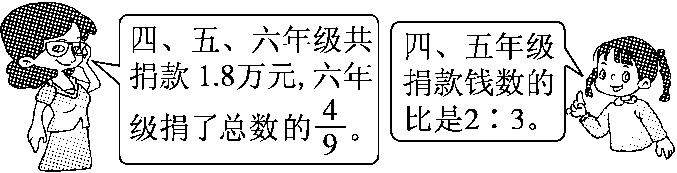 四、五、六年级共
捐款1.8万元,六年
级捐了总数的4/9。
四、五年级
捐款钱数的
比是2∶3。